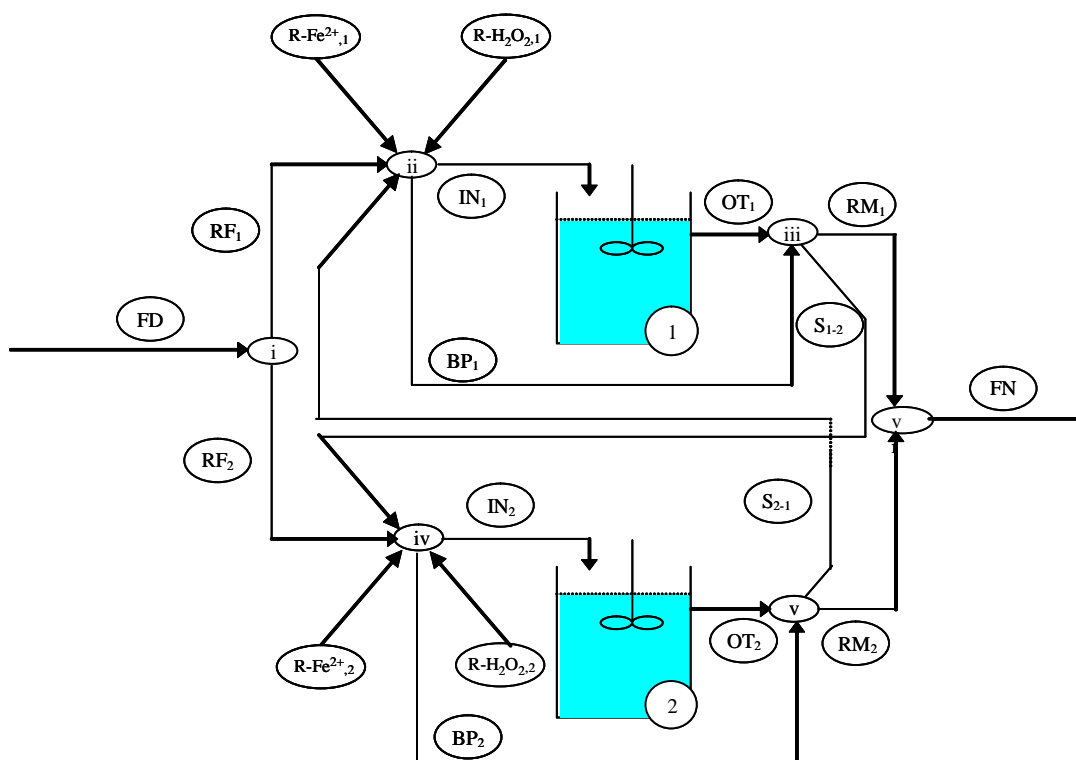 R-Fe²⁺,₁
R-H₂O₂,₁
ii
IN₁
OT₁
RM₁
RF₁
iii
FD
i
1
S₁₋₂
BP₁
FN
v
RF₂
IN₂
S₂₋₁
iv
v
R-Fe²⁺,₂
R-H₂O₂,₂
OT₂
RM₂
2
BP₂